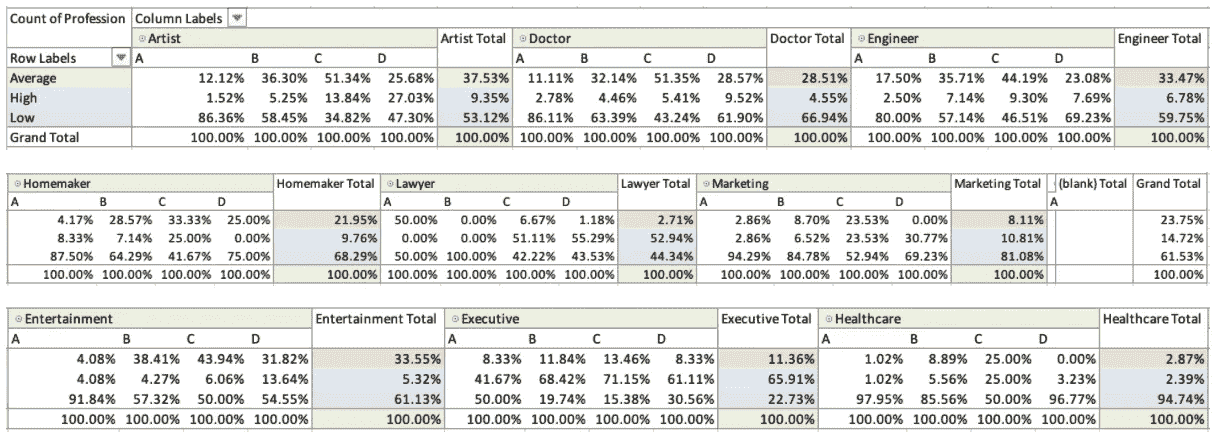 Count of Profession Column Labels
Artist Artist Total Doctor Doctor Total Engineer Engineer Total
Row Labels A B C D A B C D A B C D
Average 12.12% 36.30% 51.34% 25.68% 37.53% 11.11% 32.14% 51.35% 28.57% 28.51% 17.50% 35.71% 44.19% 23.08% 33.47%
High 1.52% 5.25% 13.84% 27.03% 9.35% 2.78% 4.46% 5.41% 9.52% 4.55% 2.50% 7.14% 9.30% 7.69% 6.78%
Low 86.36% 58.45% 34.82% 47.30% 53.12% 86.11% 63.39% 43.24% 61.90% 66.94% 80.00% 57.14% 46.51% 69.23% 59.75%
Grand Total 100.00% 100.00% 100.00% 100.00% 100.00% 100.00% 100.00% 100.00% 100.00% 100.00% 100.00% 100.00% 100.00% 100.00% 100.00%
Homemaker Homemaker Total Lawyer Lawyer Total Marketing Marketing Total (blank) Total Grand Total
A B C D A B C D A B C D A
4.17% 28.57% 33.33% 25.00% 21.95% 50.00% 0.00% 6.67% 1.18% 2.71% 2.86% 8.70% 23.53% 0.00% 8.11% 23.75%
8.33% 7.14% 25.00% 0.00% 9.76% 0.00% 0.00% 51.11% 55.29% 52.94% 2.86% 6.52% 23.53% 30.77% 10.81% 14.72%
87.50% 64.29% 41.67% 75.00% 68.29% 50.00% 100.00% 42.22% 43.53% 44.34% 94.29% 84.78% 52.94% 69.23% 81.08% 61.53%
100.00% 100.00% 100.00% 100.00% 100.00% 100.00% 100.00% 100.00% 100.00% 100.00% 100.00% 100.00% 100.00% 100.00% 100.00% 100.00%
Entertainment Entertainment Total Executive Executive Total Healthcare Healthcare Total
A B C D A B C D A B C D
4.08% 38.41% 43.94% 31.82% 33.55% 8.33% 11.84% 13.46% 8.33% 11.36% 1.02% 8.89% 25.00% 0.00% 2.87%
4.08% 4.27% 6.06% 13.64% 5.32% 41.67% 68.42% 71.15% 61.11% 65.91% 1.02% 5.56% 25.00% 3.23% 2.39%
91.84% 57.32% 50.00% 54.55% 61.13% 50.00% 19.74% 15.38% 30.56% 22.73% 97.95% 85.56% 50.00% 96.77% 94.74%
100.00% 100.00% 100.00% 100.00% 100.00% 100.00% 100.00% 100.00% 100.00% 100.00% 100.00% 100.00% 100.00% 100.00% 100.00%